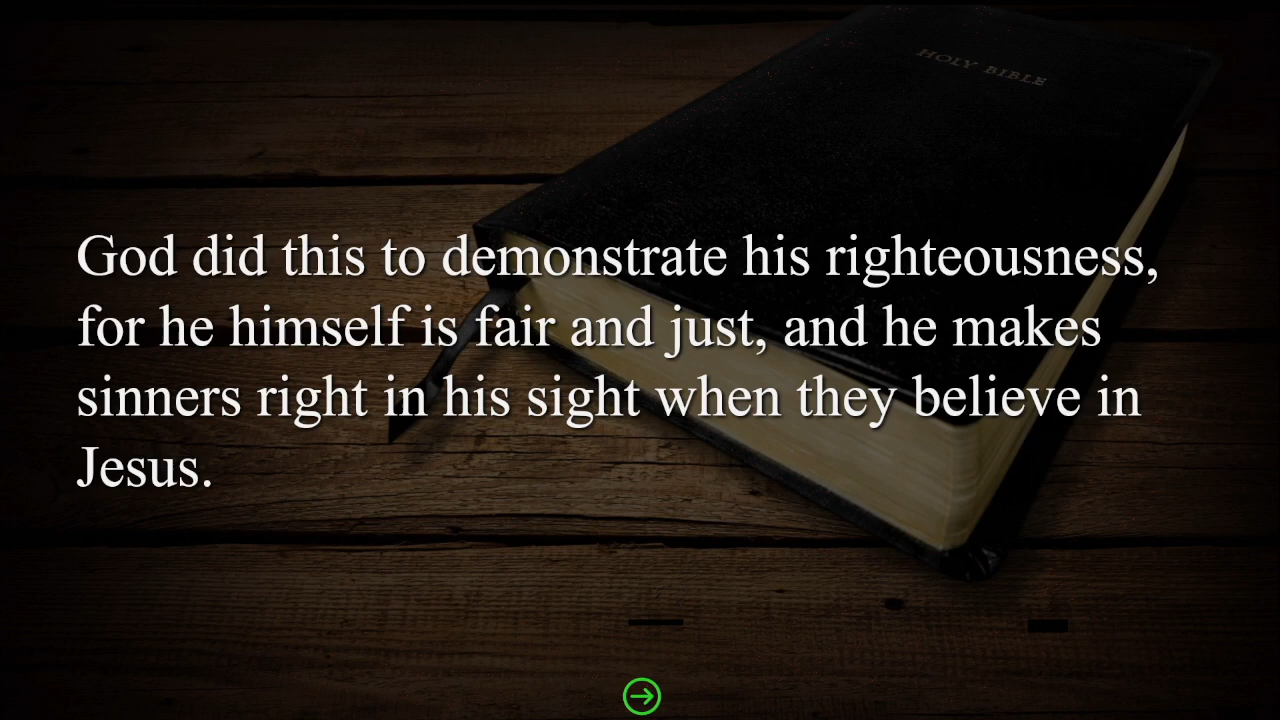 HOLY BIBLE
God did this to demonstrate his righteousness,
for he himself is fair and just, and he makes
sinners right in his sight when they believe in
Jesus.